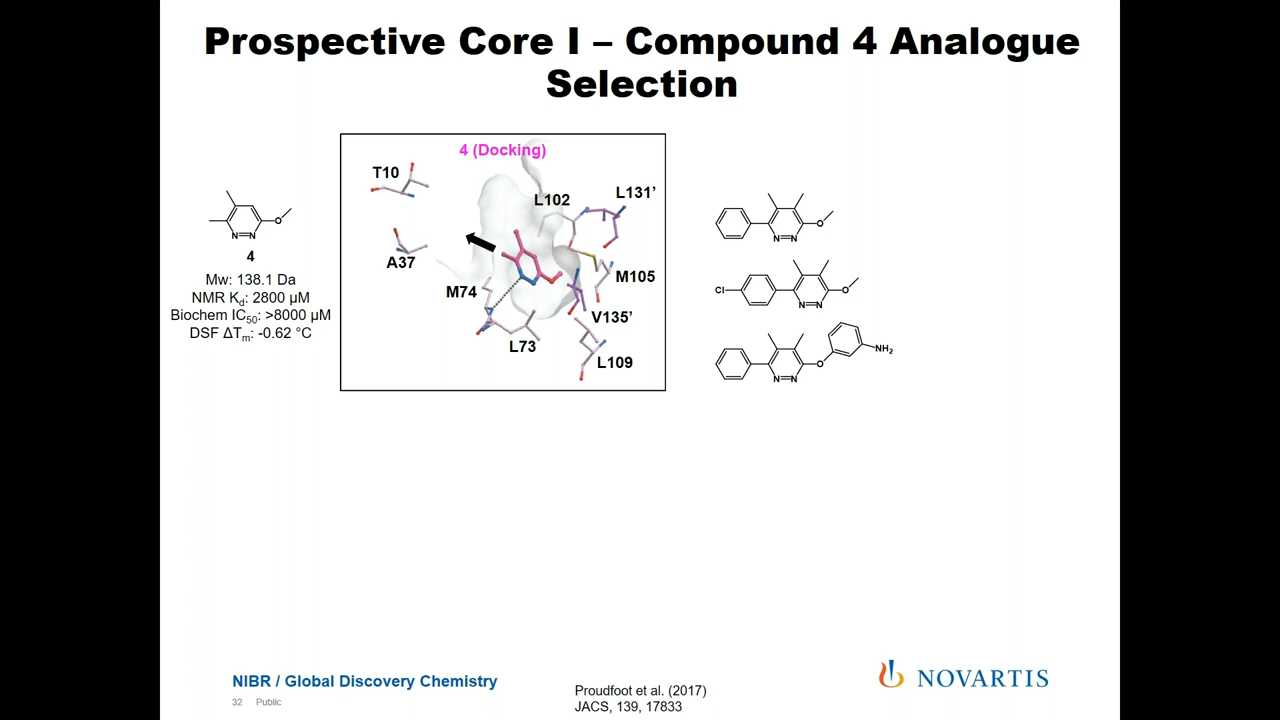 Prospective Core I – Compound 4 Analogue
Selection
4 (Docking)
T10
L102
L131’
A37
M74
M105
V135’
L73
L109
N
N
O
4
Mw: 138.1 Da
NMR Kd: 2800 µM
Biochem IC50: >8000 µM
DSF ΔTm: -0.62 °C
O
N
N
Cl
O
N
N
NH2
O
N
N
NIBR / Global Discovery Chemistry
32 Public
Proudfoot et al. (2017)
JACS, 139, 17833
NOVARTIS